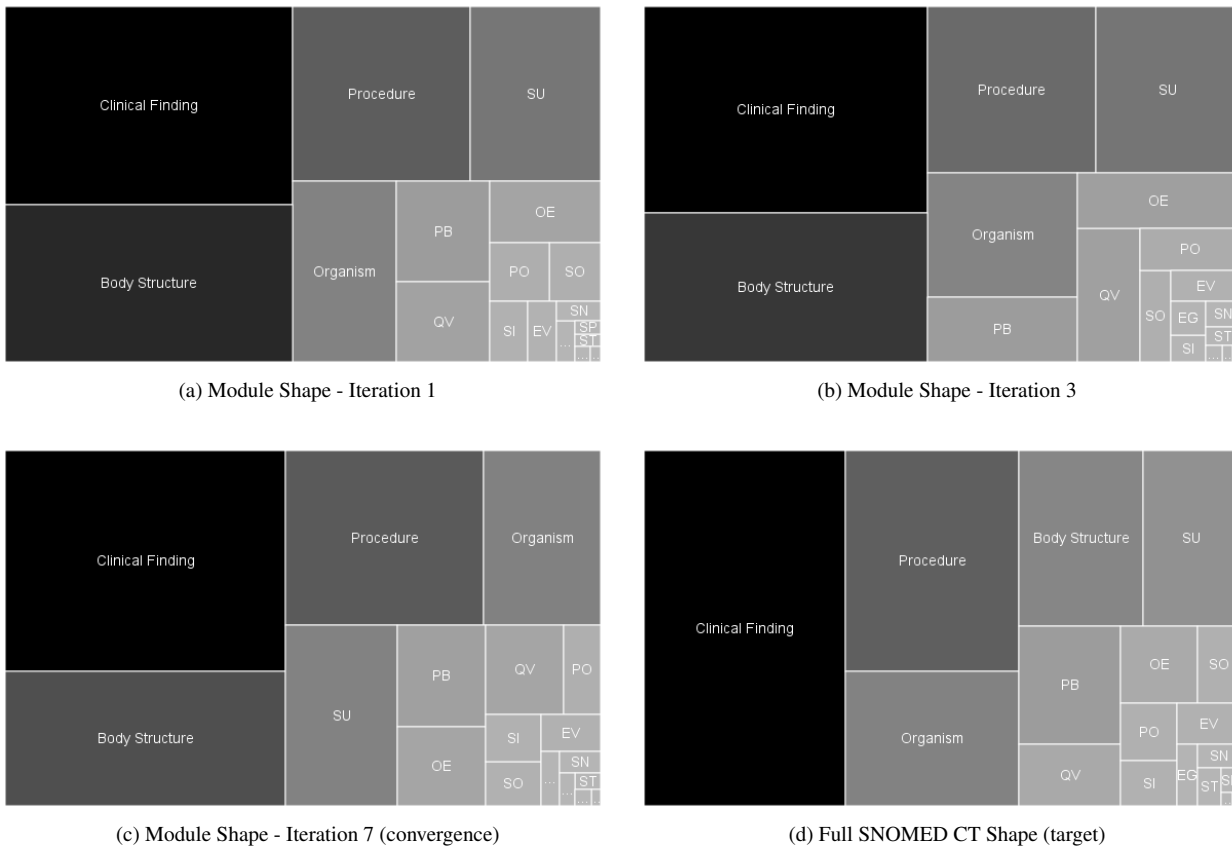 Clinical Finding
Procedure
SU
Body Structure
Organism
PB
QV
OE
PO
SO
SI
EV
SN
...
SP
ST
...
...
(a) Module Shape - Iteration 1
Clinical Finding
Procedure
SU
Body Structure
Organism
PB
OE
QV
PO
SO
EV
EG
SN
SI
ST
...
...
(b) Module Shape - Iteration 3
Clinical Finding
Procedure
Organism
Body Structure
SU
PB
OE
QV
PO
SI
EV
SO
SN
...
...
ST
...
...
(c) Module Shape - Iteration 7 (convergence)
Clinical Finding
Procedure
Body Structure
SU
Organism
PB
OE
SO
QV
PO
EV
SI
EG
SN
ST
...
(d) Full SNOMED CT Shape (target)